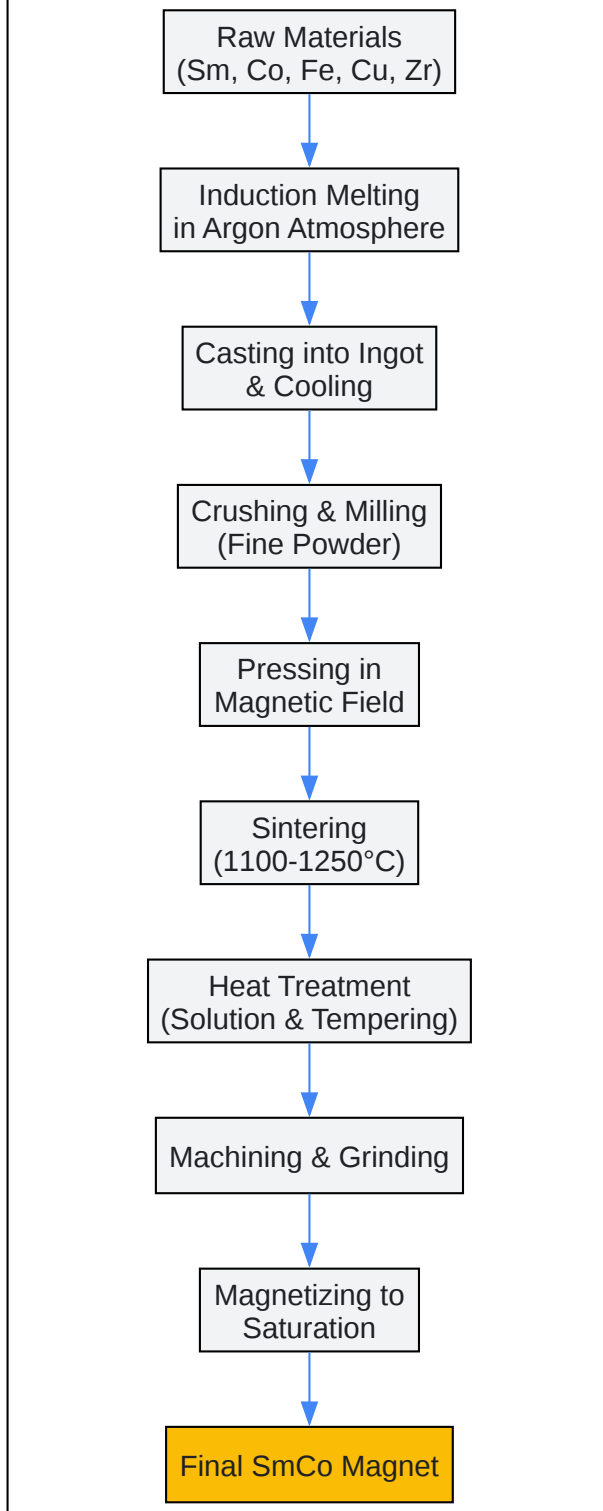 Raw Materials
(Sm, Co, Fe, Cu, Zr)
Induction Melting
in Argon Atmosphere
Casting into Ingot
& Cooling
Crushing & Milling
(Fine Powder)
Pressing in
Magnetic Field
Sintering
(1100-1250°C)
Heat Treatment
(Solution & Tempering)
Machining & Grinding
Magnetizing to
Saturation
Final SmCo Magnet